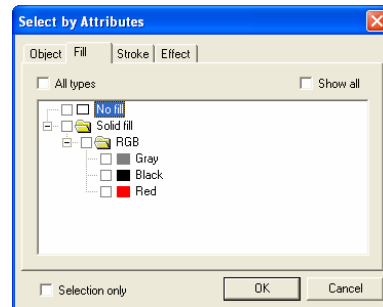 Select by Attributes
Object Fill Stroke Effect
All types Show all
No fill
Solid fill
RGB
Gray
Black
Red
Selection only OK Cancel